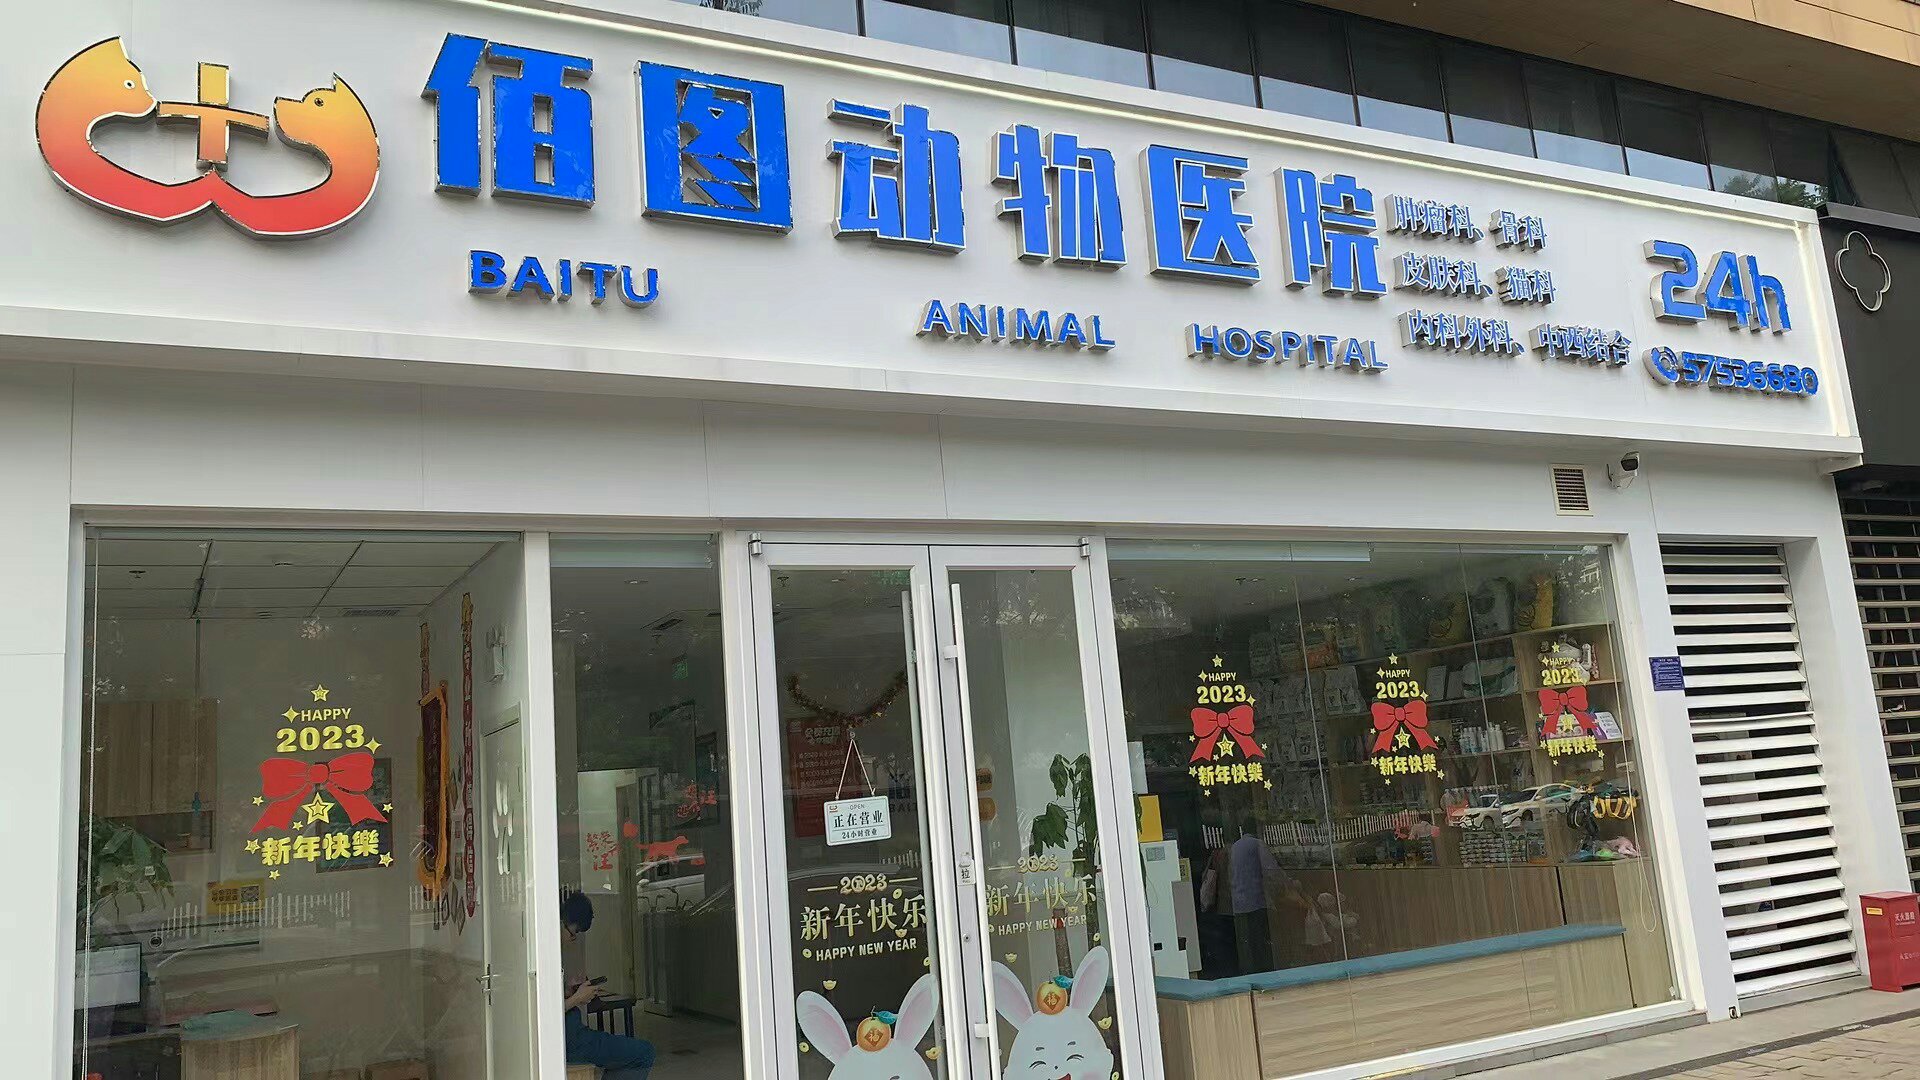 佰图动物医院
BAITU ANIMAL HOSPITAL
肿瘤科、骨科
皮肤科、猫科
内科外科、中西结合
24h
57536680
HAPPY
2023
新年快樂
OPEN
正在营业
24小时营业
2023
新年快乐
HAPPY NEW YEAR
拉
2023
新年快乐
HAPPY NEW YEAR
福
福
HAPPY
2023
新年快樂
HAPPY
2023
新年快樂
HAPPY
2023
新年快樂